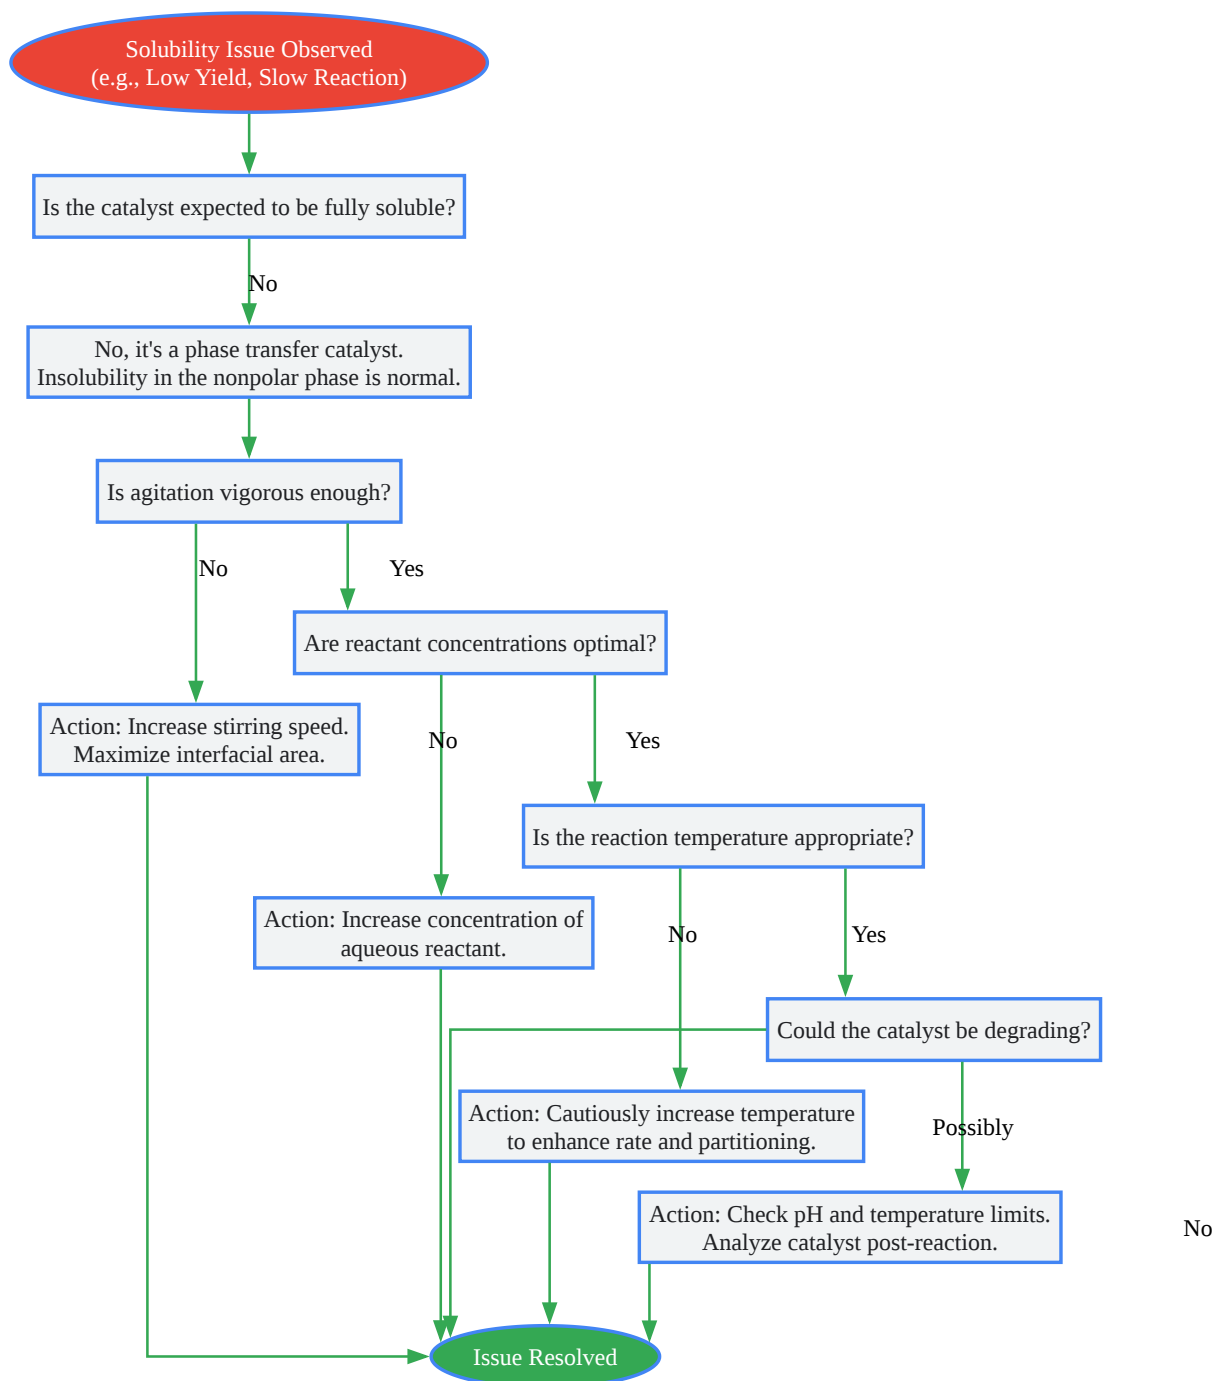 Solubility Issue Observed
(e.g., Low Yield, Slow Reaction)
Is the catalyst expected to be fully soluble?
No
No, it's a phase transfer catalyst.
Insolubility in the nonpolar phase is normal.
Is agitation vigorous enough?
No
Yes
Are reactant concentrations optimal?
Action: Increase stirring speed.
Maximize interfacial area.
No
Yes
Is the reaction temperature appropriate?
Action: Increase concentration of
aqueous reactant.
No
Yes
Could the catalyst be degrading?
Action: Cautiously increase temperature
to enhance rate and partitioning.
Possibly
Action: Check pH and temperature limits.
Analyze catalyst post-reaction.
No
Issue Resolved